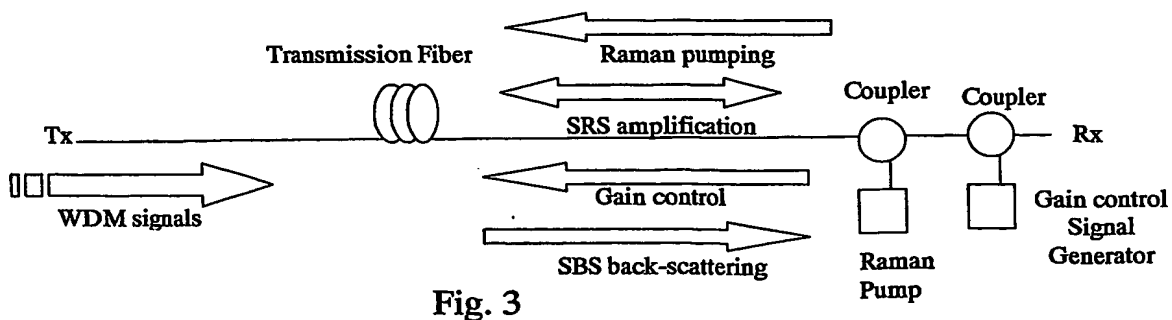 Transmission Fiber
Raman pumping
Coupler
Coupler
SRS amplification
Tx
Rx
WDM signals
Gain control
SBS back-scattering
Raman
Pump
Gain control
Signal
Generator
Fig. 3